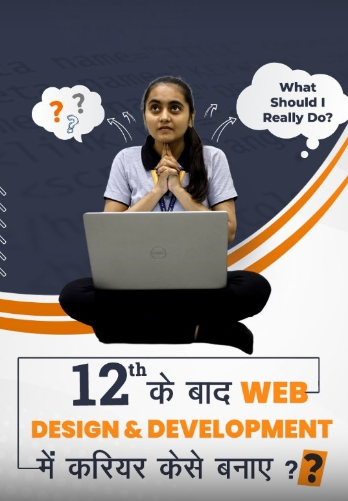 ? ? ?
What
Should I
Really Do?
12th के बाद WEB
DESIGN & DEVELOPMENT
में करियर केसे बनाए ??